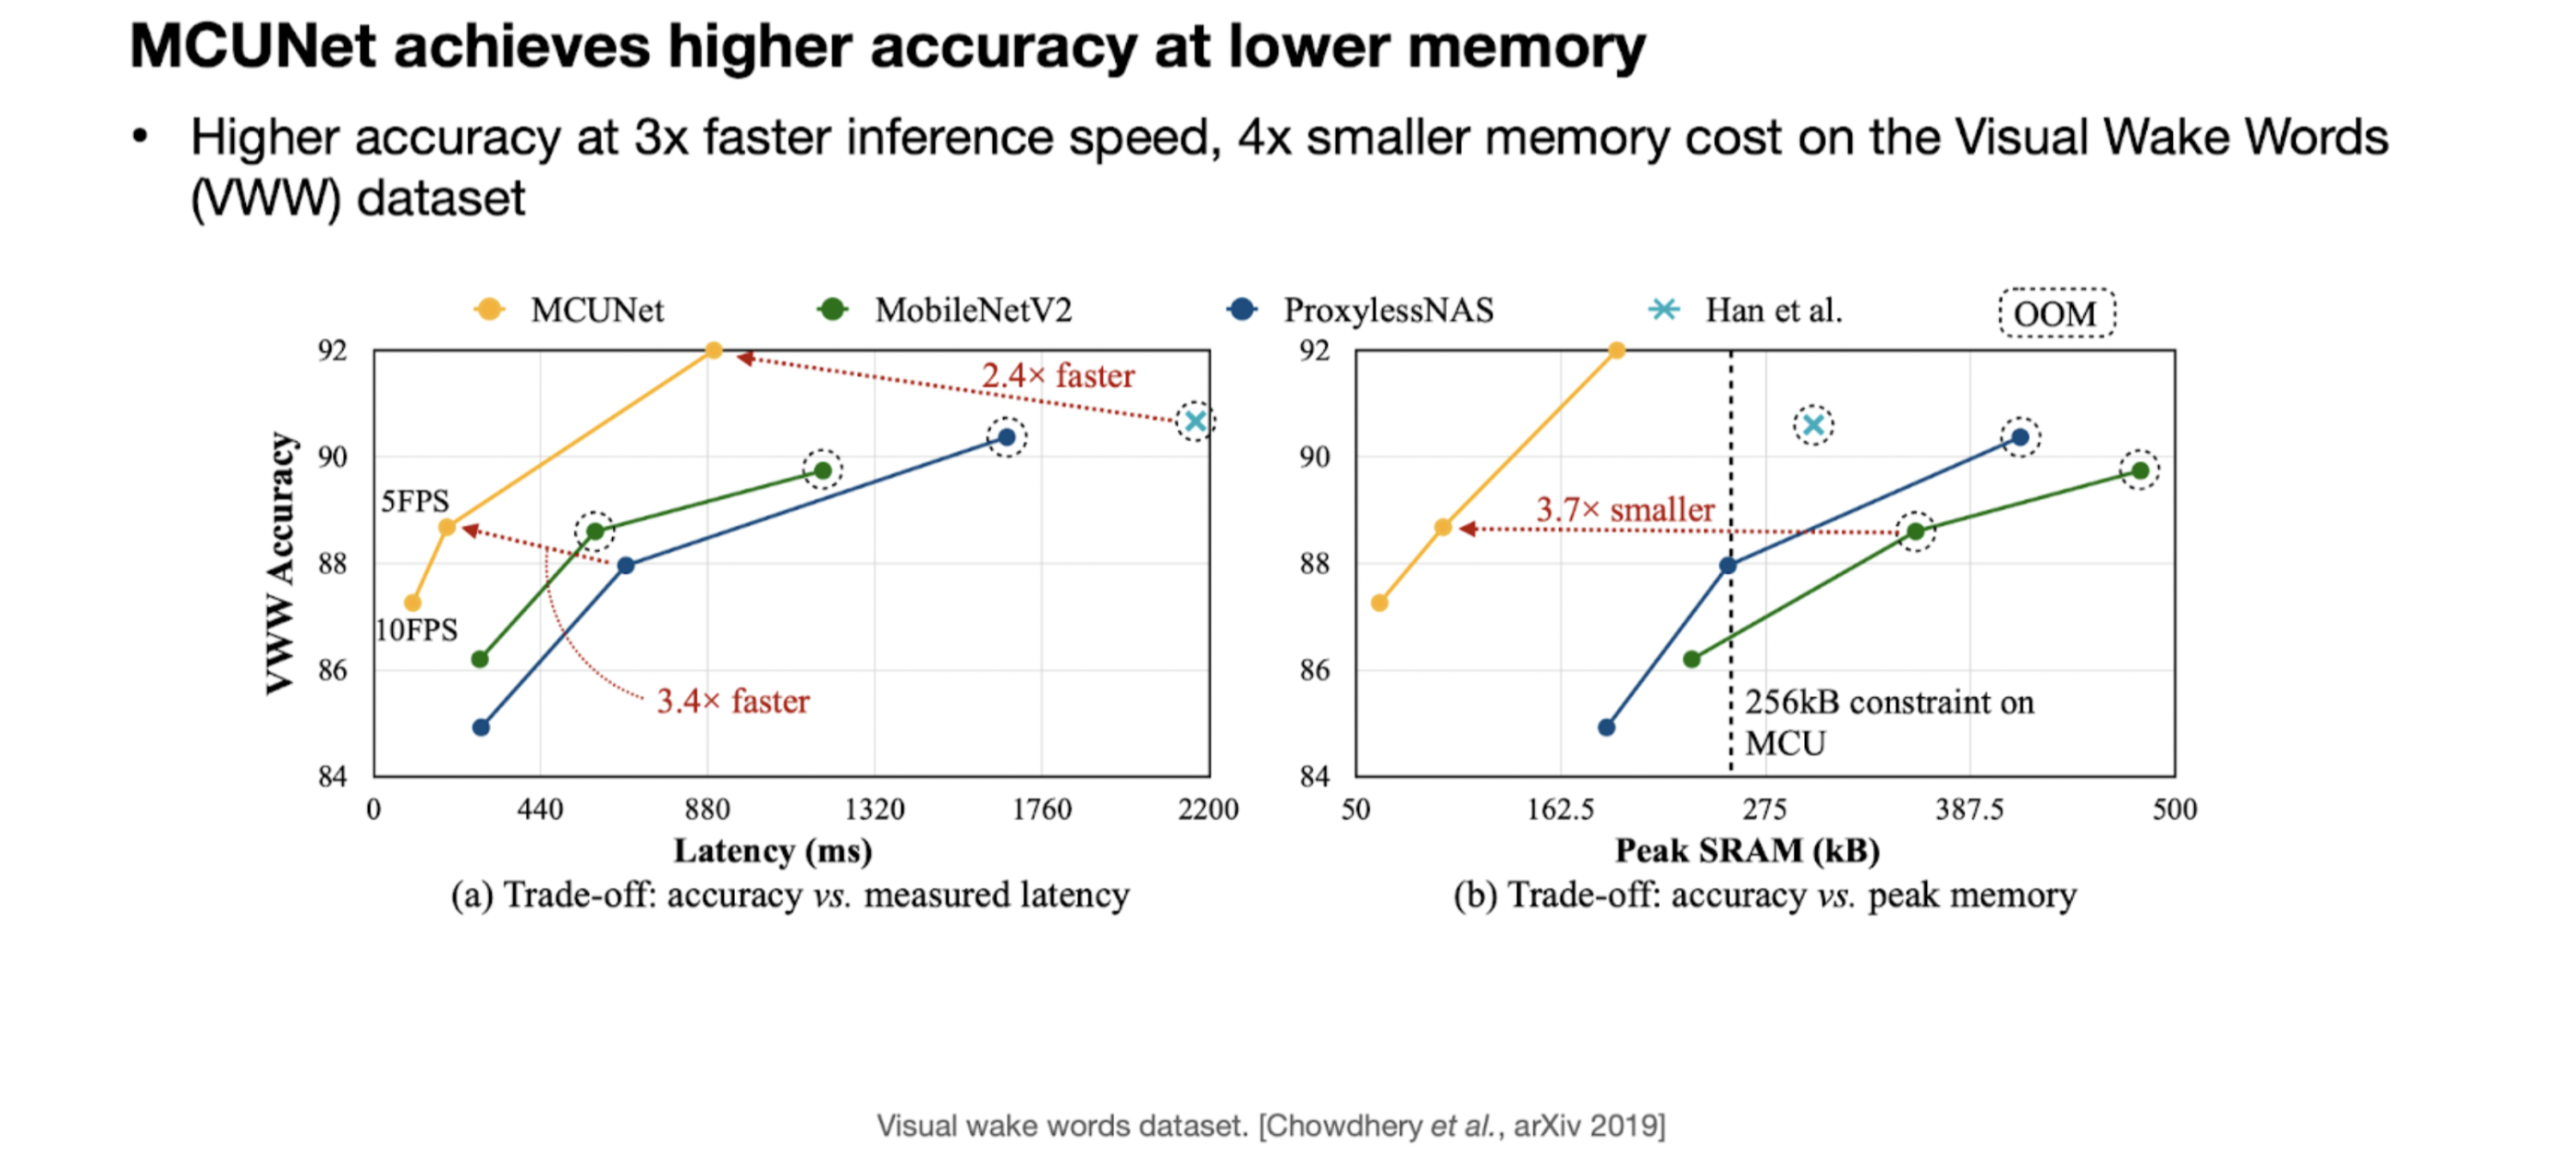 MCUNet achieves higher accuracy at lower memory
• Higher accuracy at 3x faster inference speed, 4x smaller memory cost on the Visual Wake Words
(VWW) dataset
MCUNet MobileNetV2 ProxylessNAS Han et al. OOM
VWW Accuracy
92
90
88
86
84
5FPS
10FPS
2.4× faster
3.4× faster
0 440 880 1320 1760 2200
Latency (ms)
(a) Trade-off: accuracy vs. measured latency
92
90
88
86
84
3.7× smaller
256kB constraint on
MCU
50 162.5 275 387.5 500
Peak SRAM (kB)
(b) Trade-off: accuracy vs. peak memory
Visual wake words dataset. [Chowdhery et al., arXiv 2019]